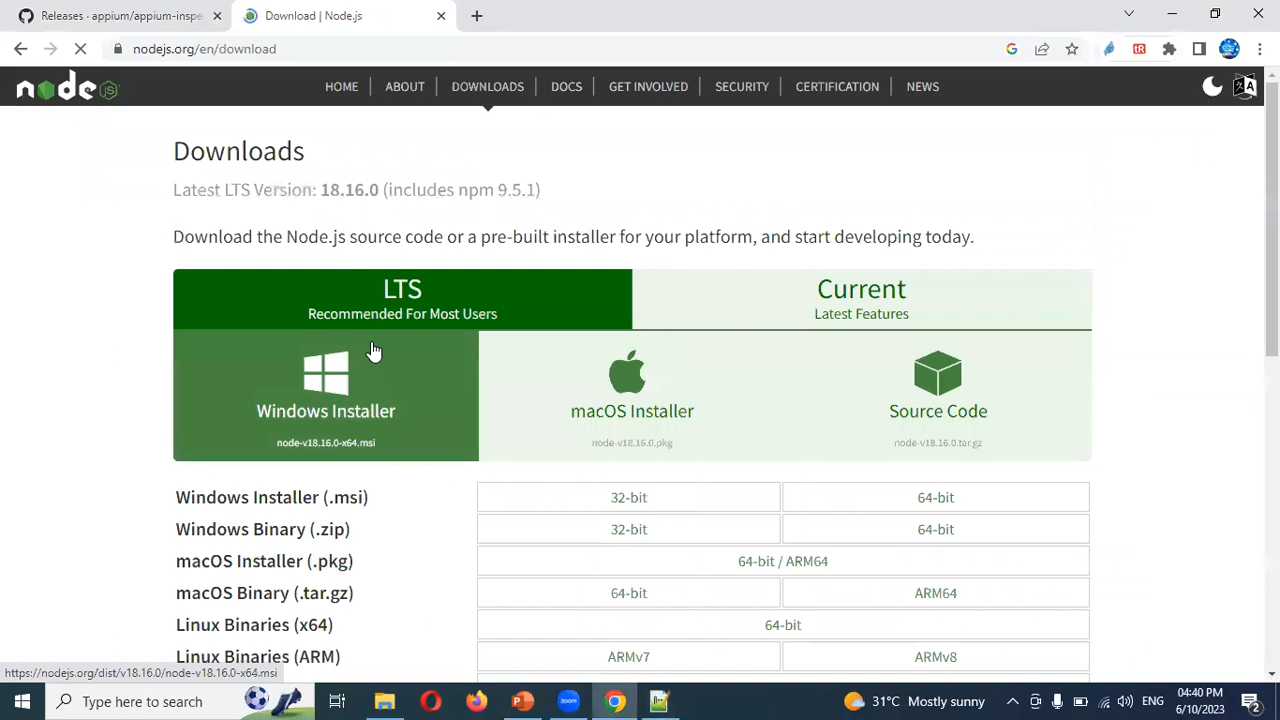 Releases · appium/appium-inspe
Download | Node.js
nodejs.org/en/download
node JS
HOME
ABOUT
DOWNLOADS
DOCS
GET INVOLVED
SECURITY
CERTIFICATION
NEWS
Downloads
Latest LTS Version: 18.16.0 (includes npm 9.5.1)
Download the Node.js source code or a pre-built installer for your platform, and start developing today.
LTS
Recommended For Most Users
Current
Latest Features
Windows Installer
node-v18.16.0-x64.msi
macOS Installer
node-v18.16.0.pkg
Source Code
node-v18.16.0.tar.gz
Windows Installer (.msi) 32-bit 64-bit
Windows Binary (.zip) 32-bit 64-bit
macOS Installer (.pkg) 64-bit / ARM64
macOS Binary (.tar.gz) 64-bit ARM64
Linux Binaries (x64) 64-bit
Linux Binaries (ARM) ARMv7 ARMv8
https://nodejs.org/dist/v18.16.0/node-v18.16.0-x64.msi
Type here to search
31°C Mostly sunny
ENG
04:40 PM
6/10/2023
2